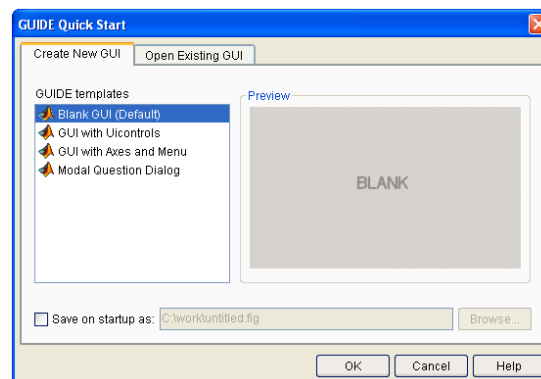 GUIDE Quick Start
Create New GUI
Open Existing GUI
GUIDE templates
Blank GUI (Default)
GUI with Uicontrols
GUI with Axes and Menu
Modal Question Dialog
Preview
BLANK
Save on startup as:
C:\work\untitled.fig
Browse...
OK
Cancel
Help